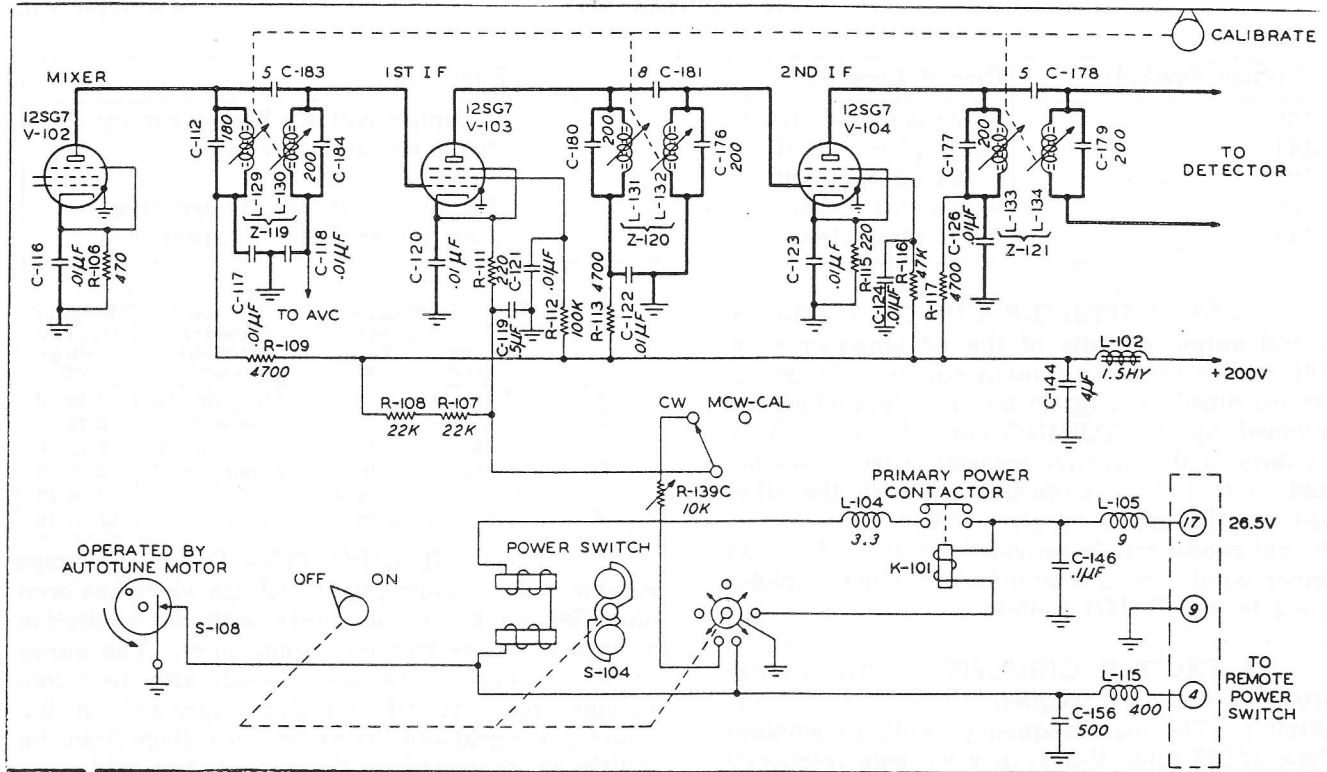 CALIBRATE
MIXER
5 C-183
1ST IF
8 C-181
2ND IF
5 C-178
12SG7
V-102
C-112
180
L-129
L-130
200
C-184
Z-119
12SG7
V-103
C-180
200
L-131
L-132
C-176
200
Z-120
12SG7
V-104
C-177
200
L-133
L-134
C-179
200
Z-121
TO
DETECTOR
C-116
.01µF
R-106
470
C-117
.01µF
C-118
.01µF
TO AVC
C-120
.01µF
R-111
220
C-119
.5µF
C-121
.01µF
R-112
100K
R-113
4700
C-122
.01µF
C-123
.01µF
R-115
220
C-124
.01µF
R-116
47K
R-117
4700
C-126
.01µF
R-109
4700
L-102
1.5HY
+200V
C-144
4µF
R-108
22K
R-107
22K
CW
MCW-CAL
R-139C
10K
PRIMARY POWER
CONTACTOR
L-104
3.3
K-101
L-105
9
17
26.5V
C-146
.1µF
9
OPERATED BY
AUTOTUNE MOTOR
S-108
OFF
ON
POWER SWITCH
S-104
L-115
400
4
C-156
500
TO
REMOTE
POWER
SWITCH